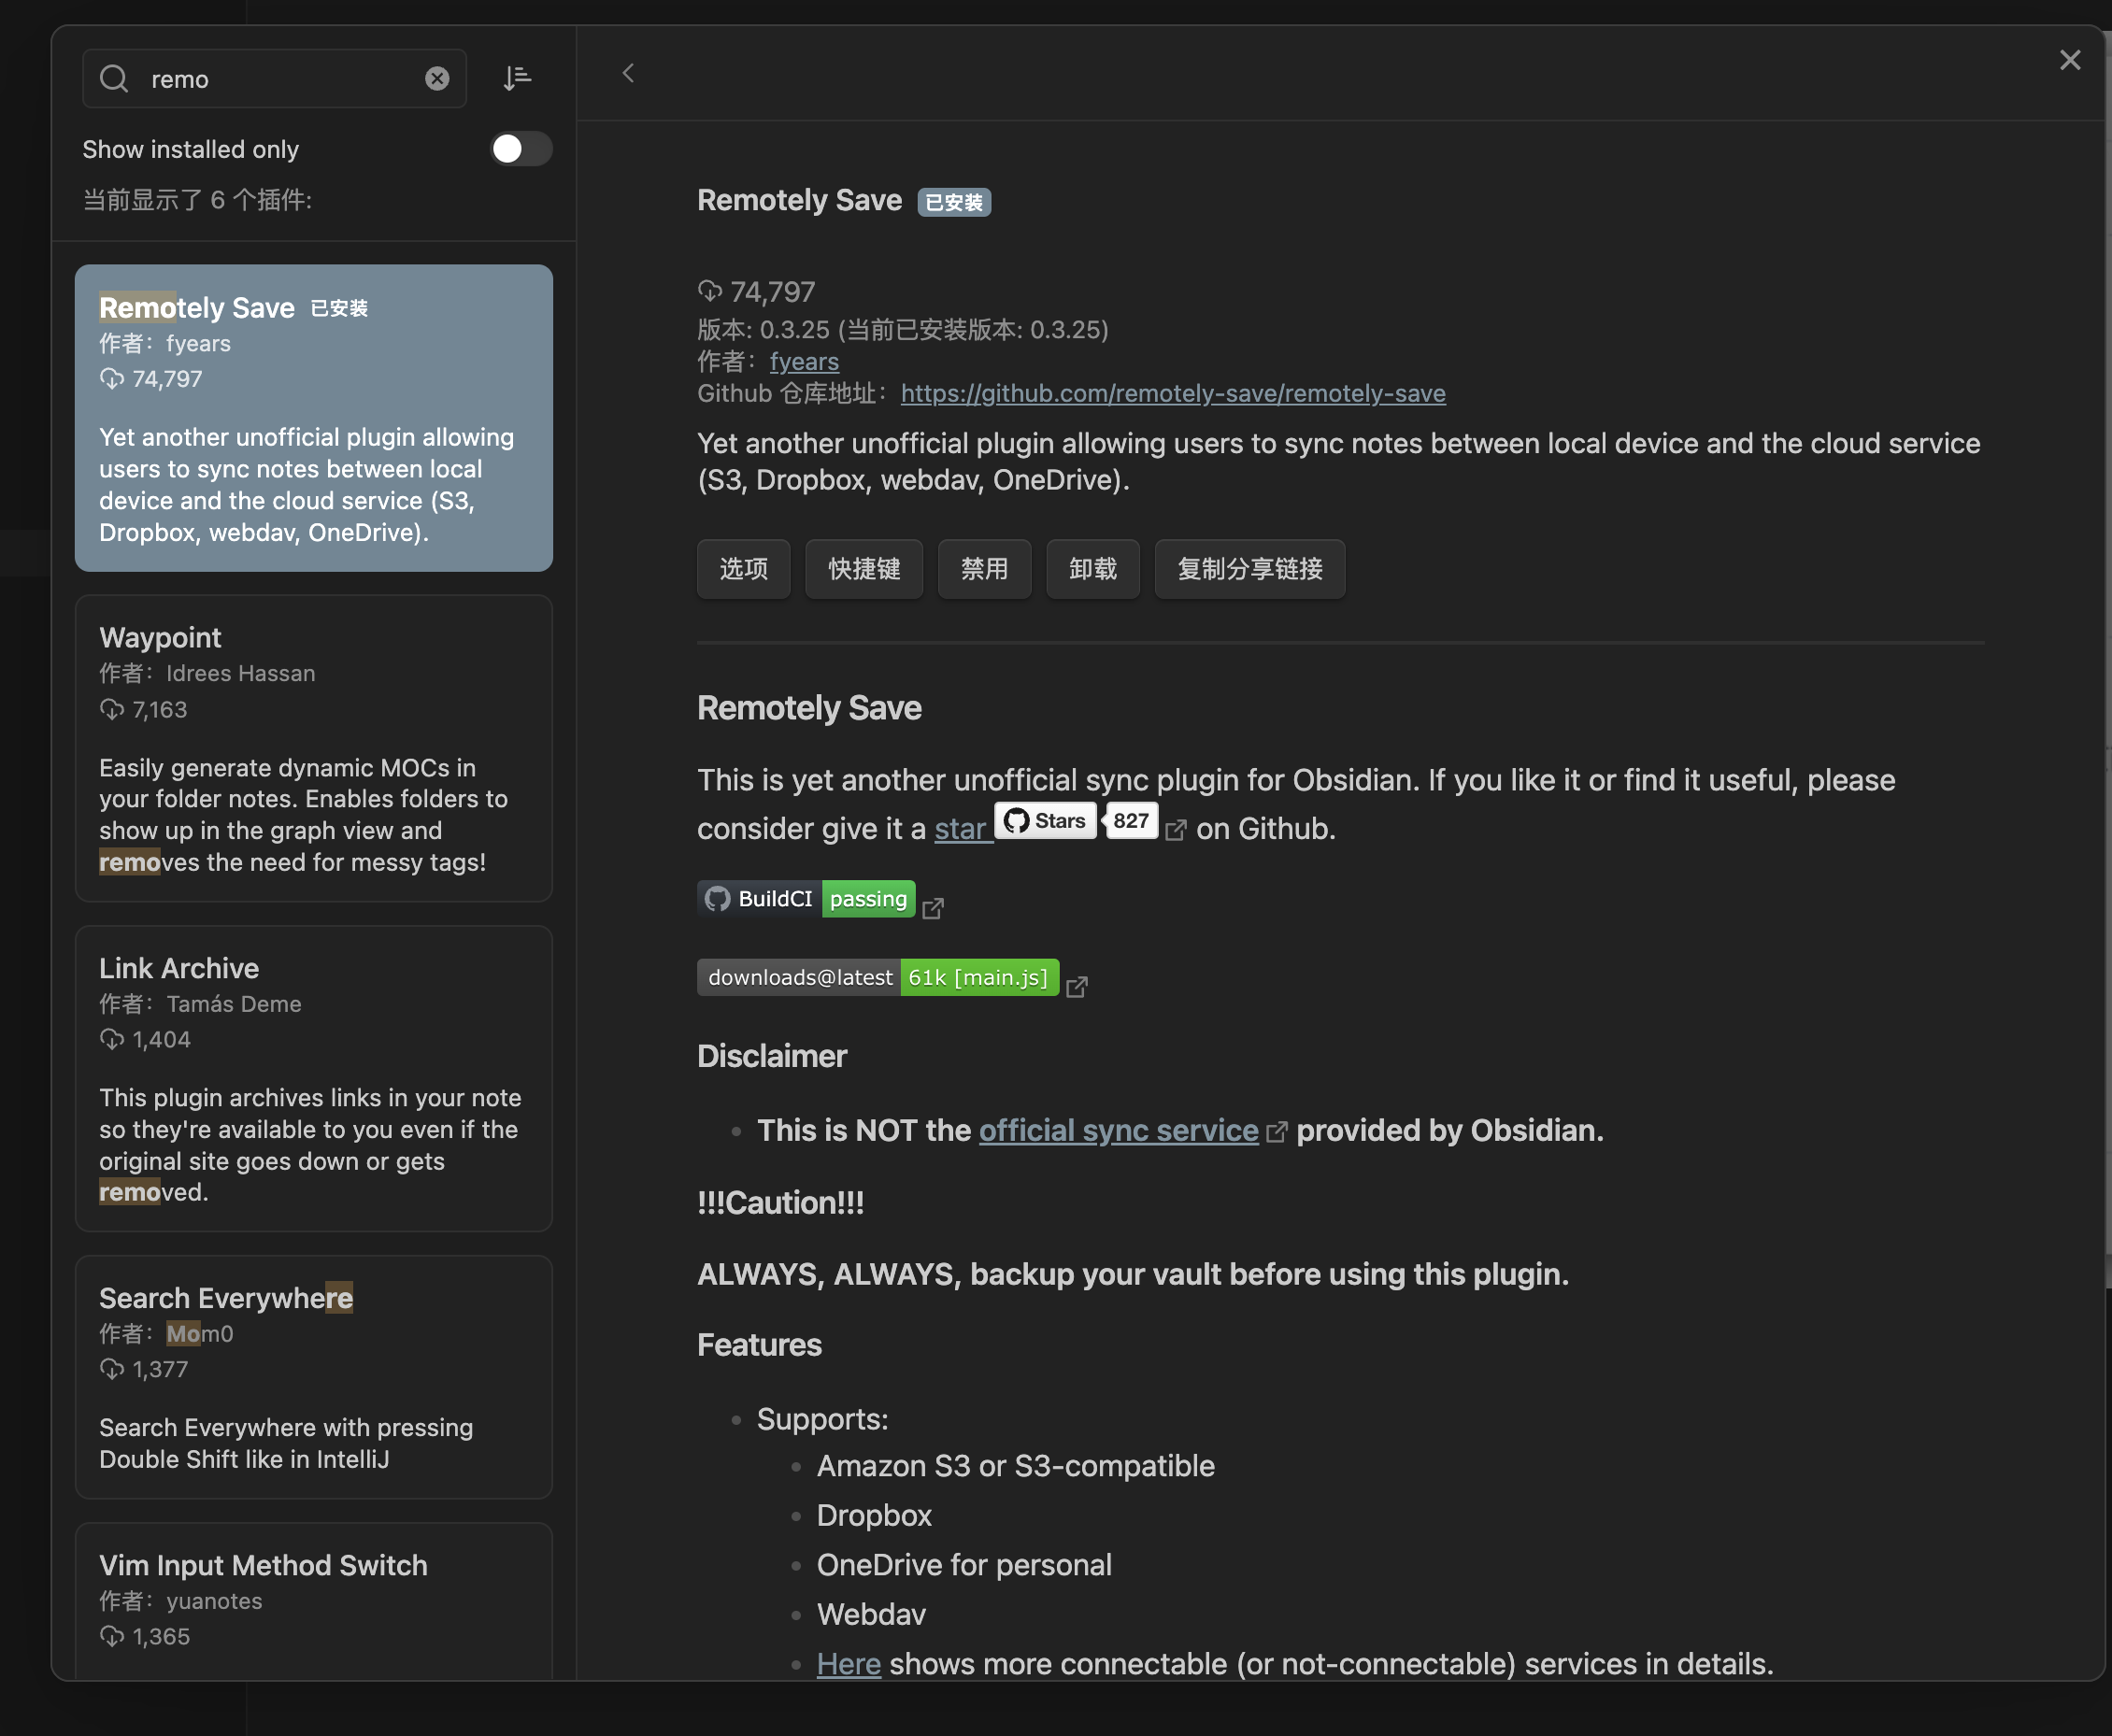 remo
Show installed only
当前显示了 6 个插件:
Remotely Save 已安装
作者：fyears
74,797
Yet another unofficial plugin allowing
users to sync notes between local
device and the cloud service (S3,
Dropbox, webdav, OneDrive).
Waypoint
作者：Idrees Hassan
7,163
Easily generate dynamic MOCs in
your folder notes. Enables folders to
show up in the graph view and
removes the need for messy tags!
Link Archive
作者：Tamás Deme
1,404
This plugin archives links in your note
so they're available to you even if the
original site goes down or gets
removed.
Search Everywhere
作者：Mom0
1,377
Search Everywhere with pressing
Double Shift like in IntelliJ
Vim Input Method Switch
作者：yuanotes
1,365
Remotely Save 已安装
74,797
版本: 0.3.25 (当前已安装版本: 0.3.25)
作者：fyears
Github 仓库地址：https://github.com/remotely-save/remotely-save
Yet another unofficial plugin allowing users to sync notes between local device and the cloud service
(S3, Dropbox, webdav, OneDrive).
选项 快捷键 禁用 卸载 复制分享链接
Remotely Save
This is yet another unofficial sync plugin for Obsidian. If you like it or find it useful, please
consider give it a star Stars 827 on Github.
BuildCI passing
downloads@latest 61k [main.js]
Disclaimer
This is NOT the official sync service provided by Obsidian.
!!!Caution!!!
ALWAYS, ALWAYS, backup your vault before using this plugin.
Features
Supports:
Amazon S3 or S3-compatible
Dropbox
OneDrive for personal
Webdav
Here shows more connectable (or not-connectable) services in details.